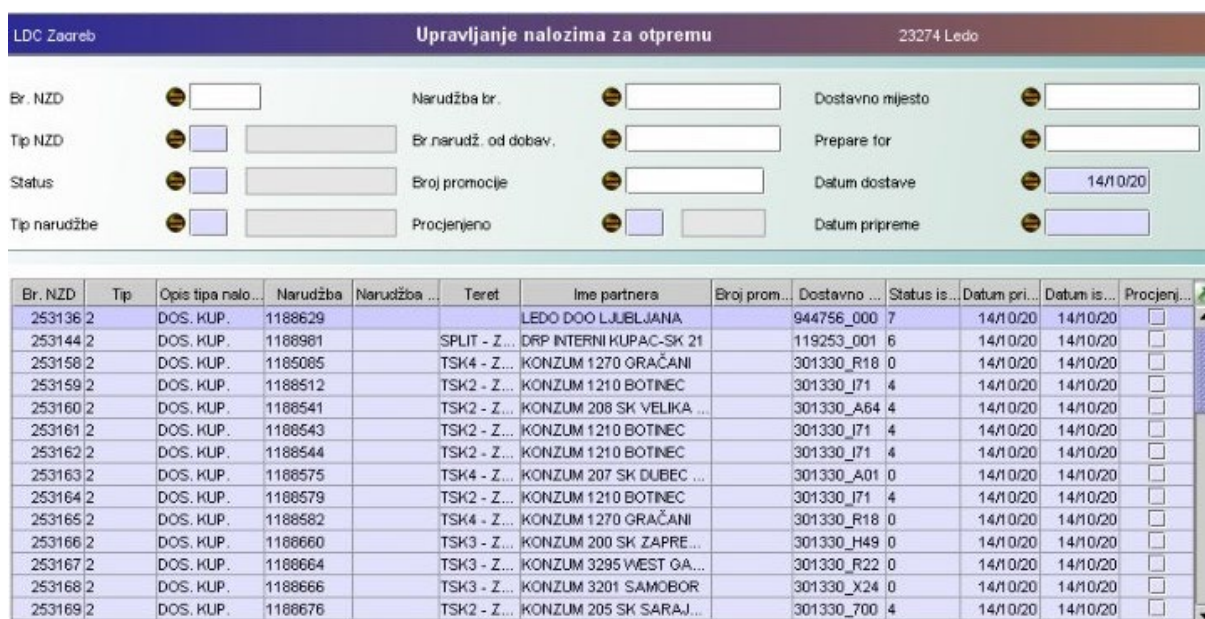 LDC Zagreb Upravljanje nalozima za otpremu 23274 Ledo
Br. NZD Narudžba br. Dostavno mijesto
Tip NZD Br.narudž. od dobav. Prepare for
Status Broj promocije Datum dostave 14/10/20
Tip narudžbe Procjenjeno Datum pripreme
Br. NZD Tip Opis tipa nalo... Narudžba Narudžba ... Teret Ime partnera Broj prom... Dostavno ... Status is... Datum pri... Datum is... Procjenj...
253136 2 DOS. KUP. 1188629 LEDO DOO LJUBLJANA 944756_000 7 14/10/20 14/10/20
253144 2 DOS. KUP. 1188981 SPLIT - Z... DRP INTERNI KUPAC-SK 21 119253_001 6 14/10/20 14/10/20
253158 2 DOS. KUP. 1185085 TSK4 - Z... KONZUM 1270 GRAČANI 301330_R18 0 14/10/20 14/10/20
253159 2 DOS. KUP. 1188512 TSK2 - Z... KONZUM 1210 BOTINEC 301330_I71 4 14/10/20 14/10/20
253160 2 DOS. KUP. 1188541 TSK2 - Z... KONZUM 208 SK VELIKA ... 301330_A64 4 14/10/20 14/10/20
253161 2 DOS. KUP. 1188543 TSK2 - Z... KONZUM 1210 BOTINEC 301330_I71 4 14/10/20 14/10/20
253162 2 DOS. KUP. 1188544 TSK2 - Z... KONZUM 1210 BOTINEC 301330_I71 4 14/10/20 14/10/20
253163 2 DOS. KUP. 1188575 TSK4 - Z... KONZUM 207 SK DUBEC ... 301330_A01 0 14/10/20 14/10/20
253164 2 DOS. KUP. 1188579 TSK2 - Z... KONZUM 1210 BOTINEC 301330_I71 4 14/10/20 14/10/20
253165 2 DOS. KUP. 1188582 TSK4 - Z... KONZUM 1270 GRAČANI 301330_R18 0 14/10/20 14/10/20
253166 2 DOS. KUP. 1188660 TSK3 - Z... KONZUM 200 SK ZAPRE... 301330_H49 0 14/10/20 14/10/20
253167 2 DOS. KUP. 1188664 TSK3 - Z... KONZUM 3295 WEST GA... 301330_R22 0 14/10/20 14/10/20
253168 2 DOS. KUP. 1188666 TSK3 - Z... KONZUM 3201 SAMOBOR 301330_X24 0 14/10/20 14/10/20
253169 2 DOS. KUP. 1188676 TSK2 - Z... KONZUM 205 SK SARAJ... 301330_700 4 14/10/20 14/10/20